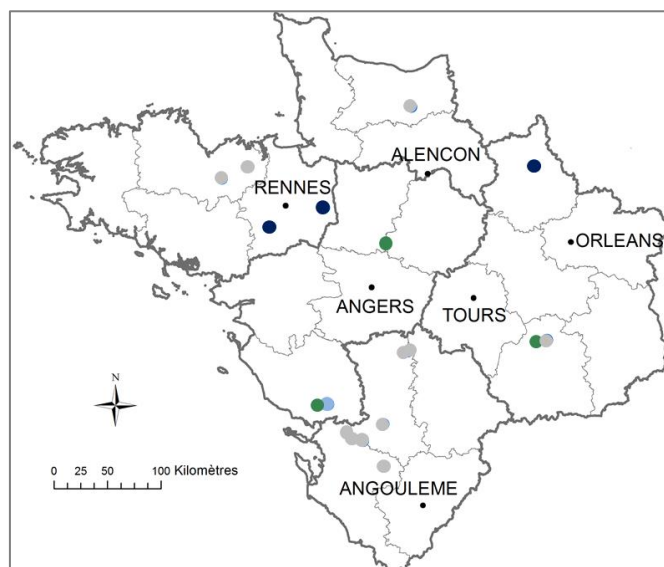 ALENCON
RENNES
ORLEANS
ANGERS
TOURS
N
0 25 50 100 Kilomètres
ANGOULEME